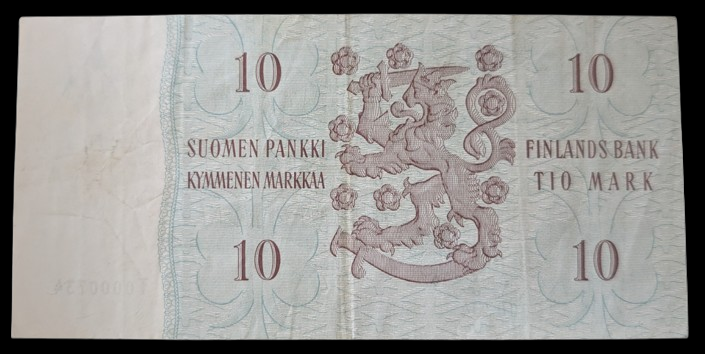 10
10
SUOMEN PANKKI
FINLANDS BANK
KYMMENEN MARKKAA
TIO MARK
10
10